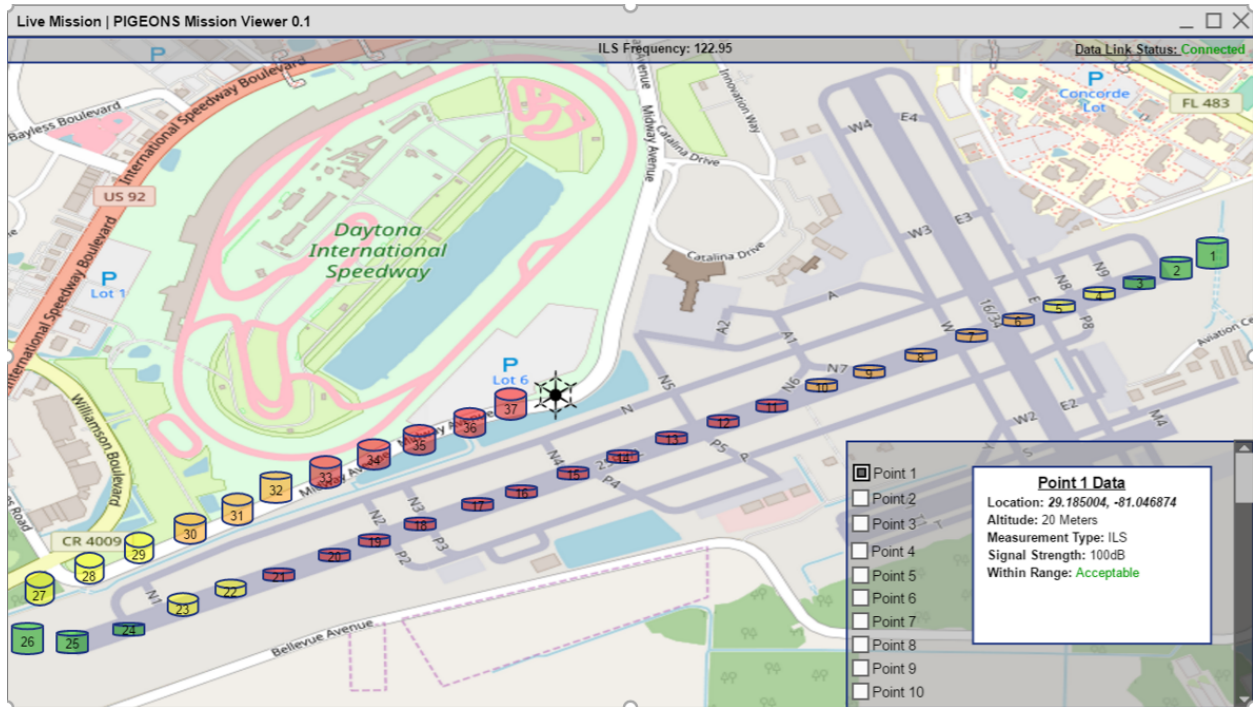 Live Mission | PIGEONS Mission Viewer 0.1
ILS Frequency: 122.95
Data Link Status: Connected
P
International Speedway Boulevard
Bayless Boulevard
International Speedway Boulevard
US 92
P
Lot 1
International Speedway Boulevard
Daytona
International
Speedway
Midway Avenue
Innovation Way
Catalina Drive
Catalina Drive
P
Concorde
Lot
FL 483
W4
E4
E3
W3
N9
N8
E
P8
16/34
W
A
A2
A1
N7
N6
N5
N
P
Lot 6
Midway Avenue
Midway Avenue
Williamson Boulevard
CR 4009
N4
N3
N2
N1
P2
P3
P4
P5
P
W2
E2
M4
Bellevue Avenue
1
2
3
4
5
6
7
8
9
10
11
12
13
14
15
16
17
18
19
20
21
22
23
24
25
26
27
28
29
30
31
32
33
34
35
36
37
Point 1
Point 2
Point 3
Point 4
Point 5
Point 6
Point 7
Point 8
Point 9
Point 10
Point 1 Data
Location: 29.185004, -81.046874
Altitude: 20 Meters
Measurement Type: ILS
Signal Strength: 100dB
Within Range: Acceptable